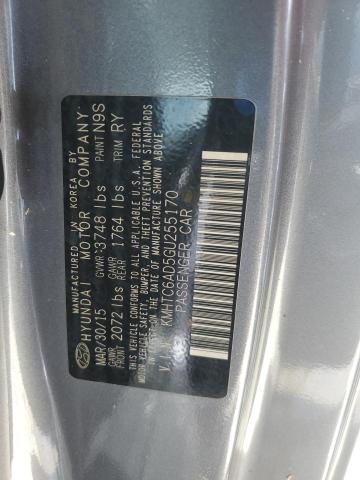 MADE IN KOREA BY
HYUNDAI MOTOR COMPANY
MAR/30/15 GVWR 3748 lbs PAINT N9S
GAWR FRONT 2072 lbs GAWR REAR 1764 lbs TRIM RY
THIS VEHICLE CONFORMS TO ALL APPLICABLE U.S.A. FEDERAL
MOTOR VEHICLE SAFETY, BUMPER, AND THEFT PREVENTION STANDARDS
IN EFFECT ON THE DATE OF MANUFACTURE SHOWN ABOVE.
V.I.N: KMHTC6AD5GU255170
PASSENGER CAR